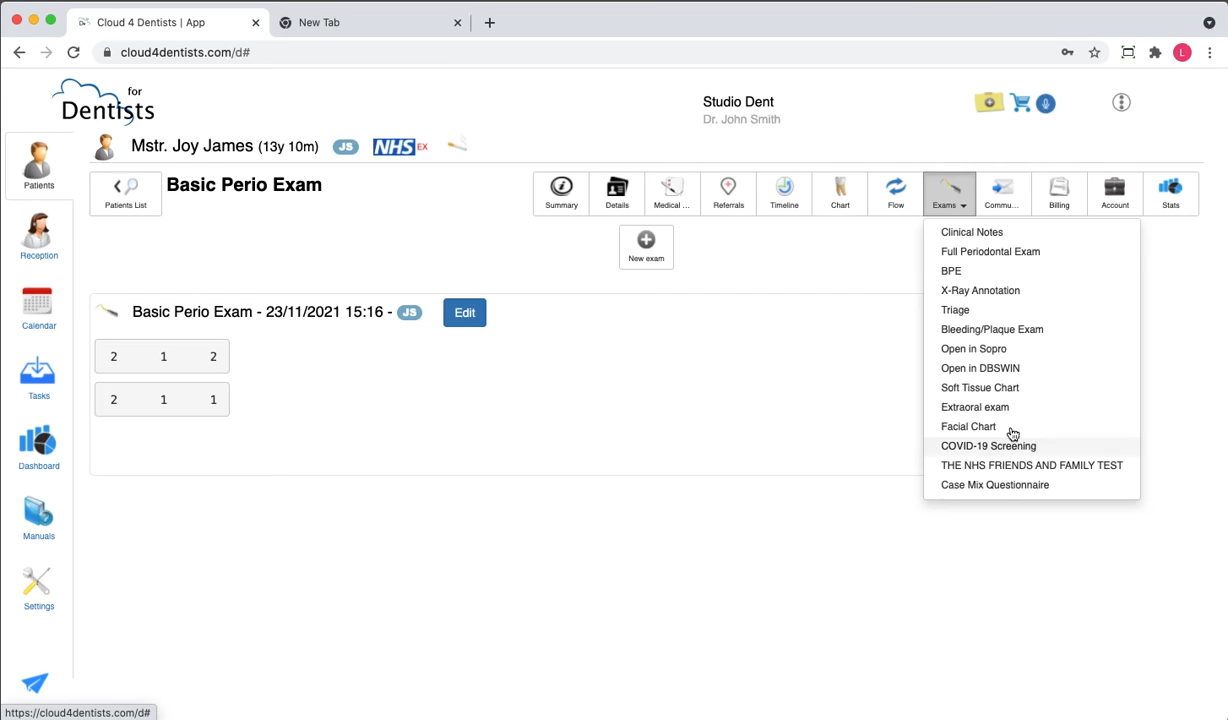 Cloud 4 Dentists | App
New Tab
cloud4dentists.com/d#
L
for
Dentists
Studio Dent
Dr. John Smith
Patients
Mstr. Joy James (13y 10m)
JS
NHS EX
Patients List
Basic Perio Exam
Summary
Details
Medical ...
Referrals
Timeline
Chart
Flow
Exams
Commu...
Billing
Account
Stats
Reception
New exam
Clinical Notes
Full Periodontal Exam
BPE
X-Ray Annotation
Triage
Bleeding/Plaque Exam
Open in Sopro
Open in DBSWIN
Soft Tissue Chart
Extraoral exam
Facial Chart
COVID-19 Screening
THE NHS FRIENDS AND FAMILY TEST
Case Mix Questionnaire
Calendar
Basic Perio Exam - 23/11/2021 15:16 - JS
Edit
2 1 2
2 1 1
Tasks
Dashboard
Manuals
Settings
https://cloud4dentists.com/d#